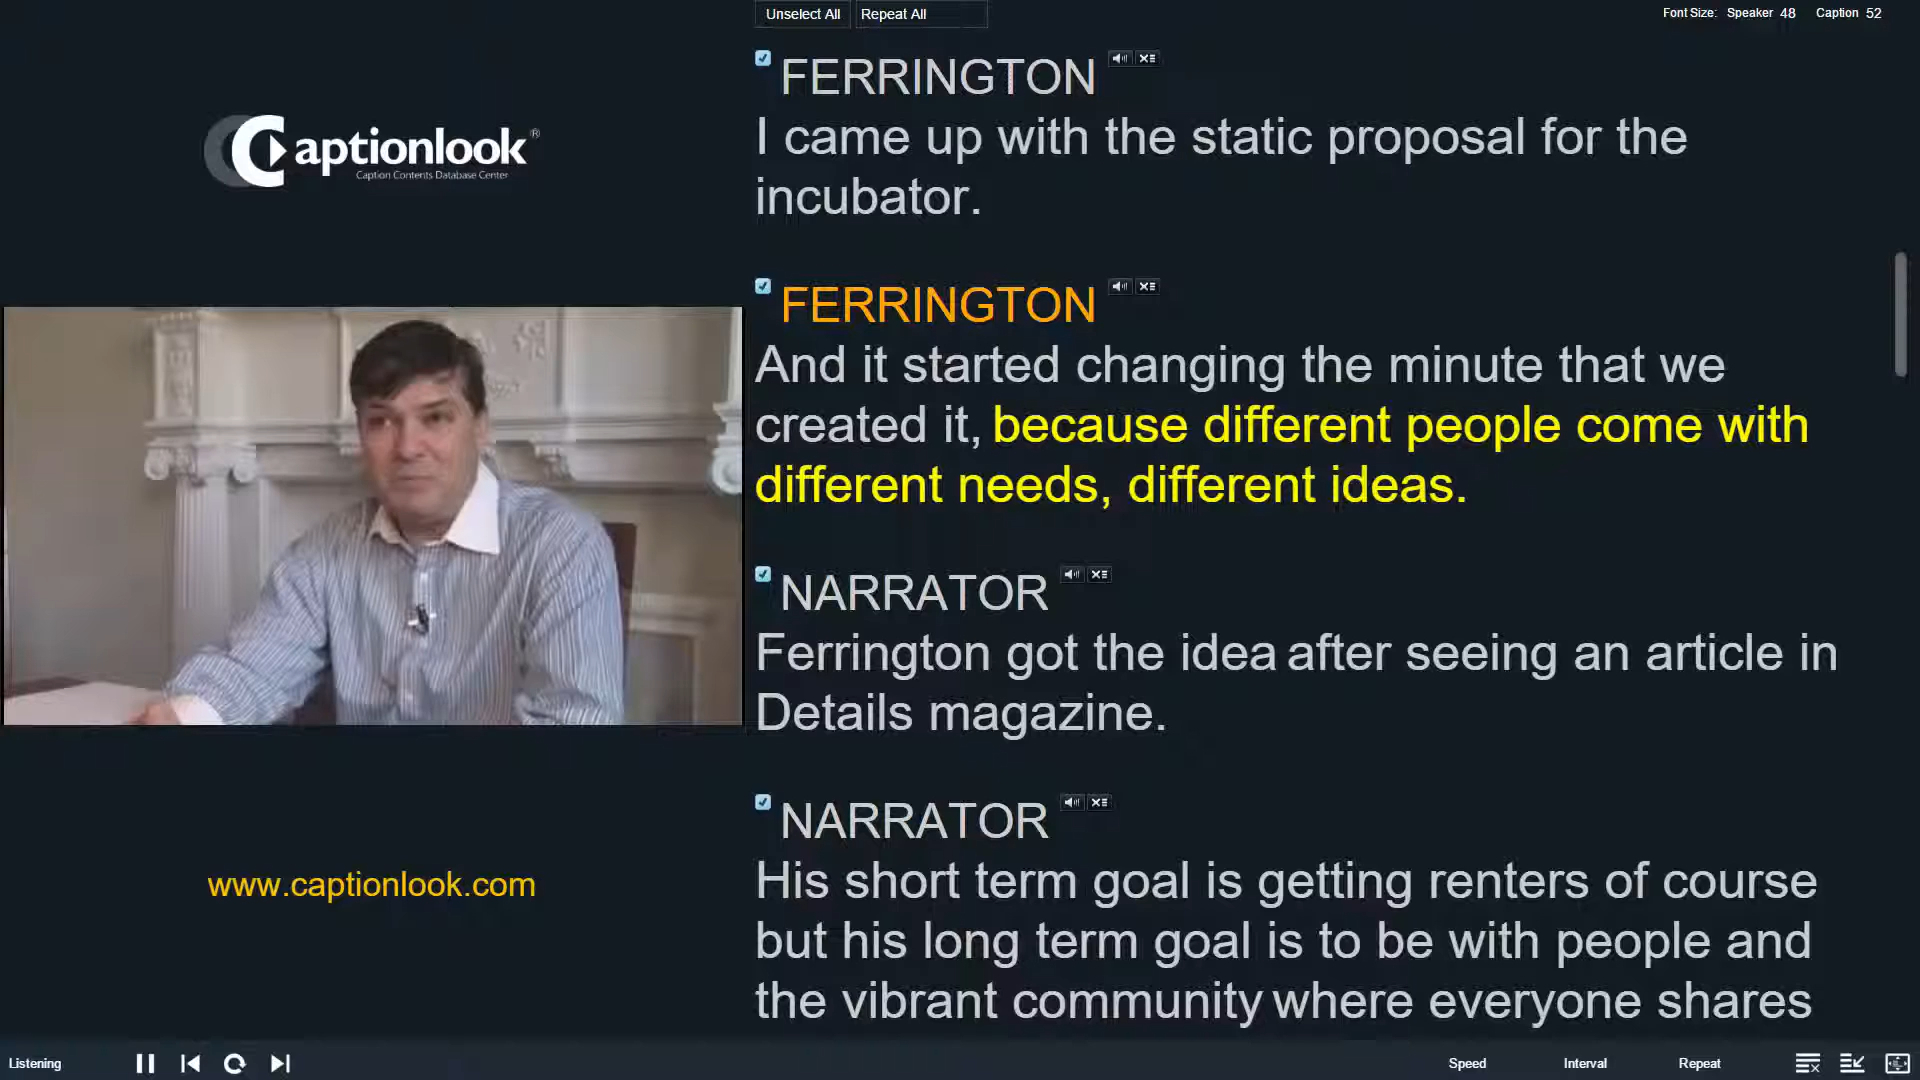 Unselect All
Repeat All
Font Size: Speaker 48 Caption 52
Captionlook®
Caption Contents Database Center
FERRINGTON
I came up with the static proposal for the
incubator.
FERRINGTON
And it started changing the minute that we
created it, because different people come with
different needs, different ideas.
NARRATOR
Ferrington got the idea after seeing an article in
Details magazine.
NARRATOR
His short term goal is getting renters of course
but his long term goal is to be with people and
the vibrant community where everyone shares
www.captionlook.com
Listening
Speed
Interval
Repeat